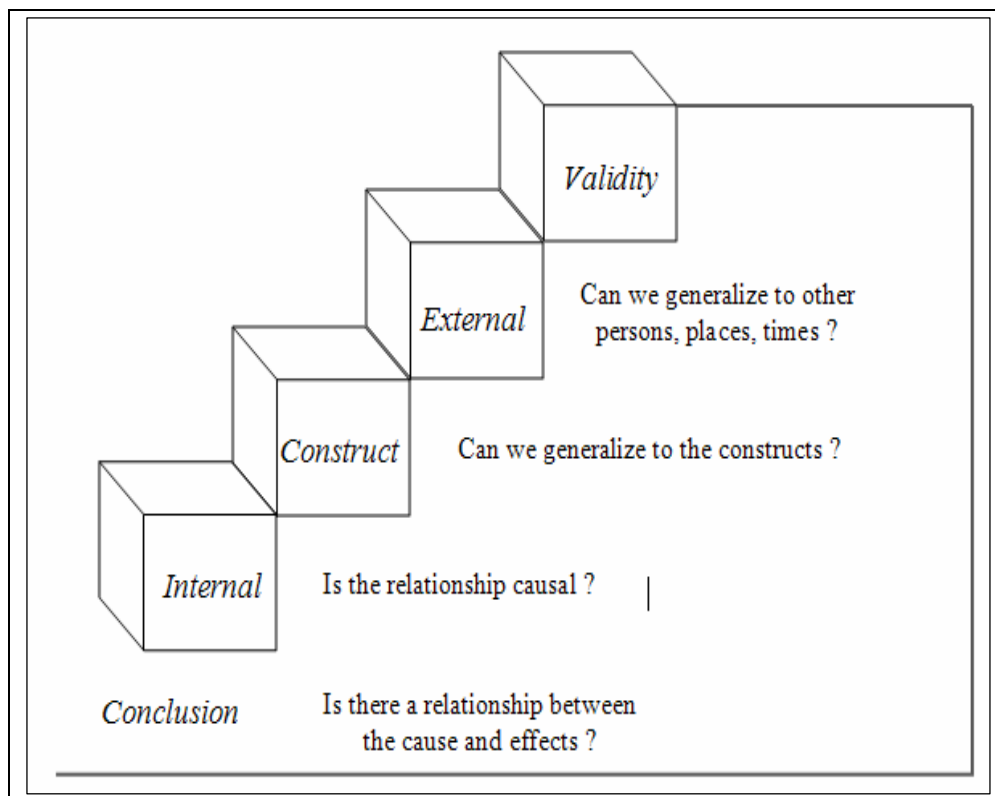 Validity
External
Can we generalize to other
persons, places, times ?
Construct
Can we generalize to the constructs ?
Internal
Is the relationship causal ?
Conclusion
Is there a relationship between
the cause and effects ?